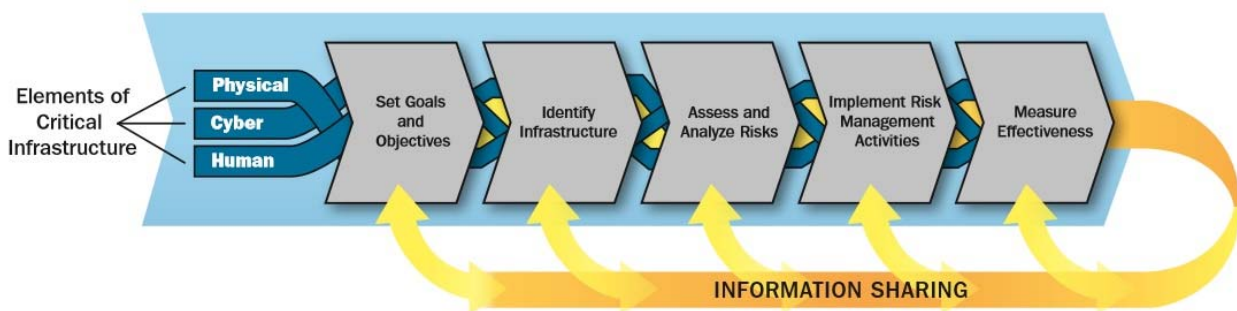 Elements of
Critical
Infrastructure
Physical
Cyber
Human
Set Goals
and
Objectives
Identify
Infrastructure
Assess and
Analyze Risks
Implement Risk
Management
Activities
Measure
Effectiveness
INFORMATION SHARING